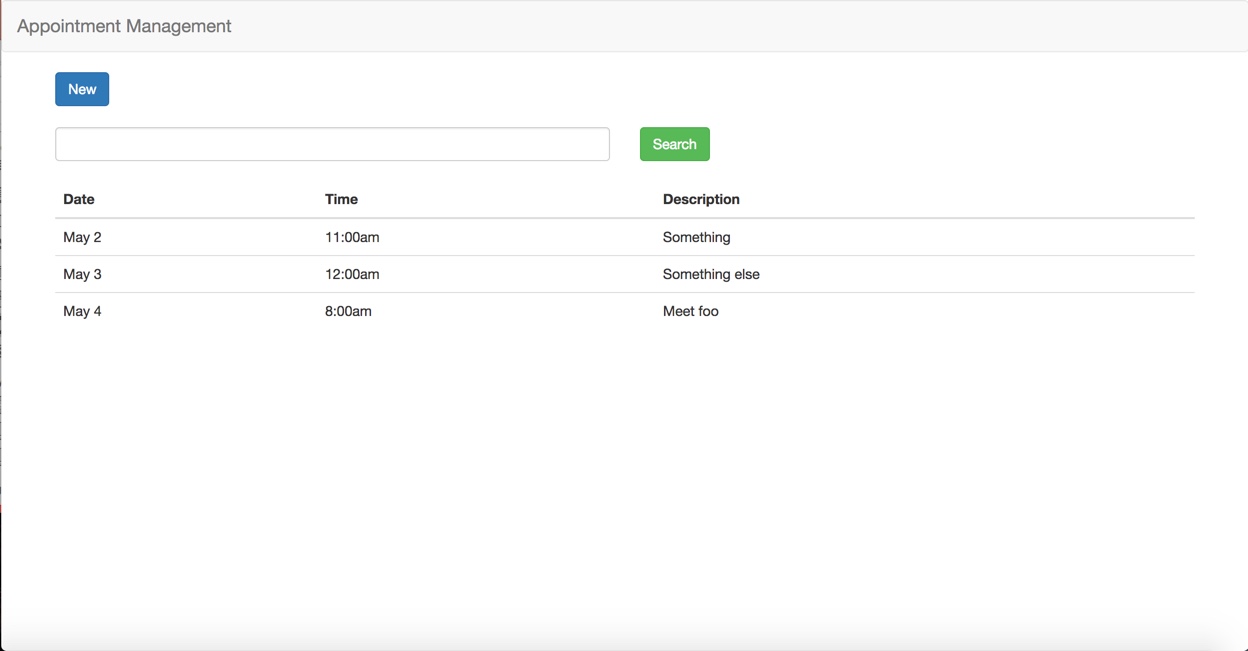 Appointment Management
New
Search
Date Time Description
May 2 11:00am Something
May 3 12:00am Something else
May 4 8:00am Meet foo